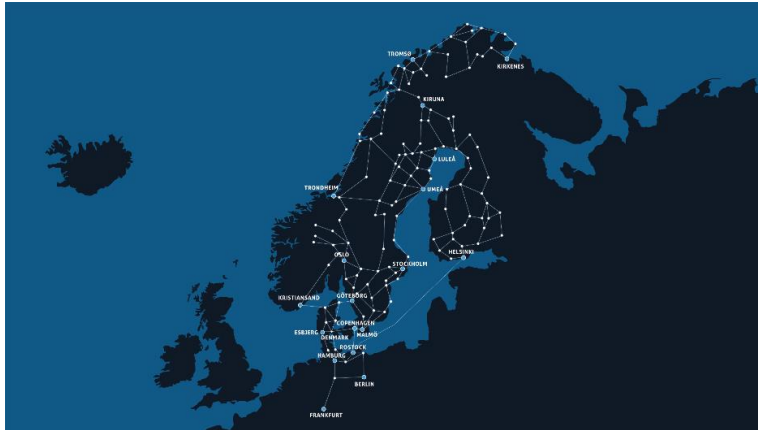 TROMSØ
KIRKENES
KIRUNA
LULEÅ
UMEÅ
TRONDHEIM
HELSINKI
OSLO
STOCKHOLM
KRISTIANSAND
GÖTEBORG
COPENHAGEN
ESBJERG
DENMARK
MALMÖ
ROSTOCK
HAMBURG
BERLIN
FRANKFURT